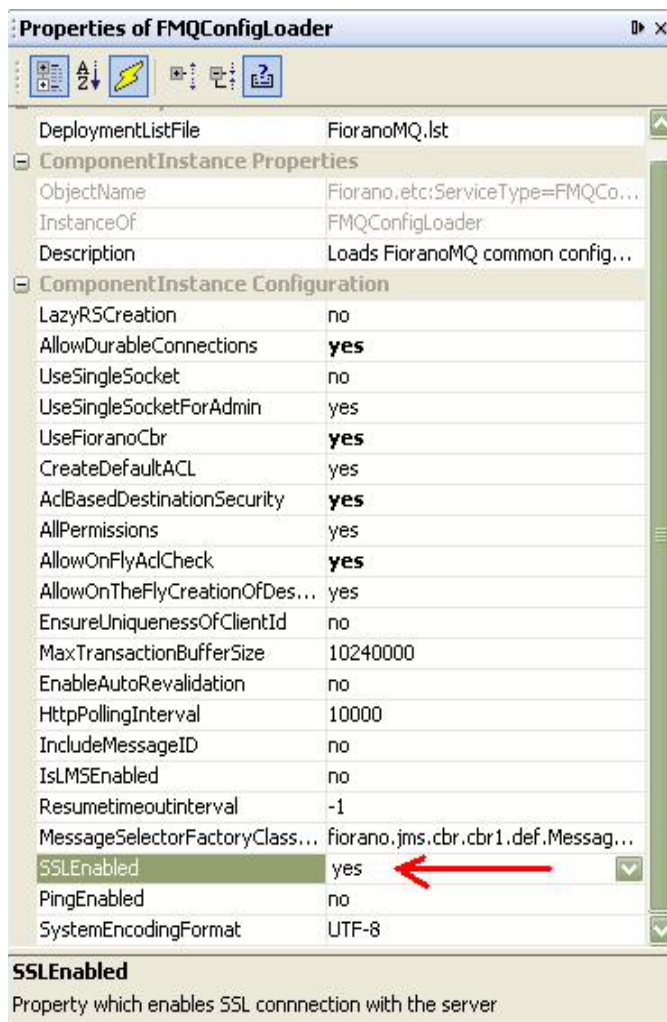 Properties of FMQConfigLoader
DeploymentListFile FioranoMQ.lst
ComponentInstance Properties
ObjectName Fiorano.etc:ServiceType=FMQCo...
InstanceOf FMQConfigLoader
Description Loads FioranoMQ common config...
ComponentInstance Configuration
LazyRSCreation no
AllowDurableConnections yes
UseSingleSocket no
UseSingleSocketForAdmin yes
UseFioranoCbr yes
CreateDefaultACL yes
AclBasedDestinationSecurity yes
AllPermissions yes
AllowOnFlyAclCheck yes
AllowOnTheFlyCreationOfDes... yes
EnsureUniquenessOfClientId no
MaxTransactionBufferSize 10240000
EnableAutoRevalidation no
HttpPollingInterval 10000
IncludeMessageID no
IsLMSEnabled no
Resumetimeoutinterval -1
MessageSelectorFactoryClass... fiorano.jms.cbr.cbr1.def.Messag...
SSLEnabled yes
PingEnabled no
SystemEncodingFormat UTF-8
SSLEnabled
Property which enables SSL connnection with the server